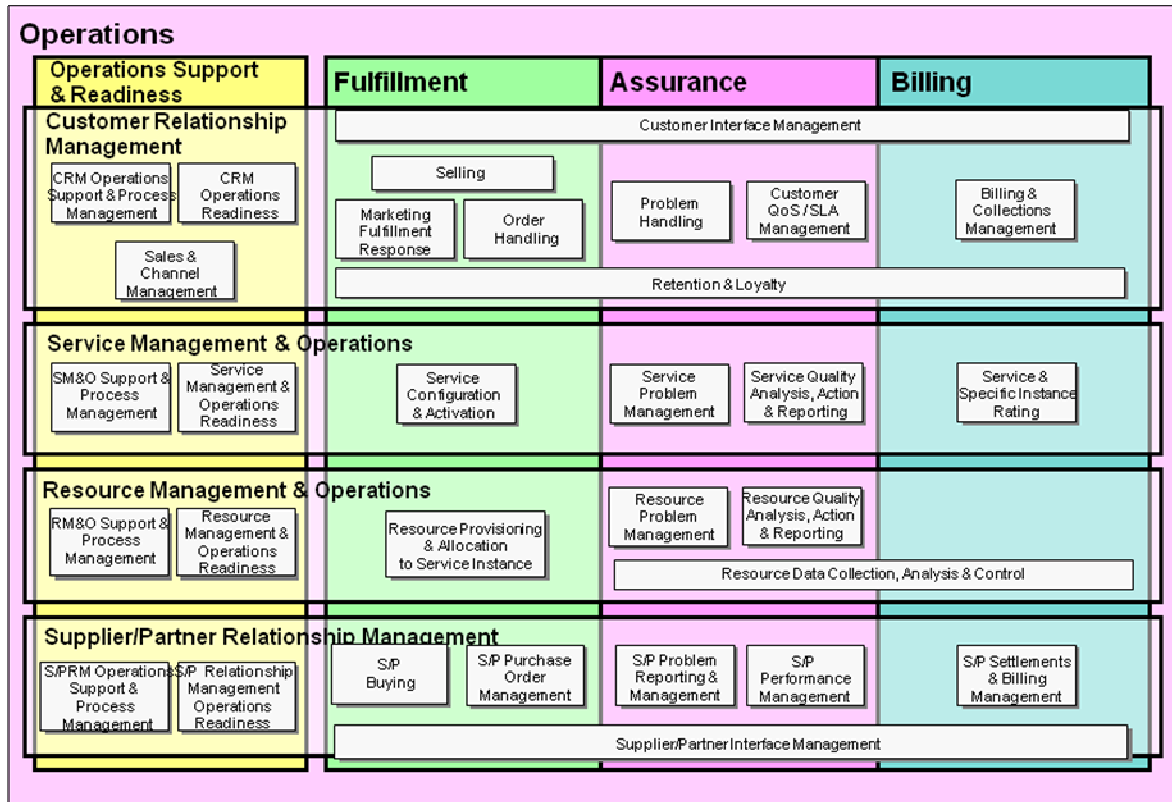 Operations
Operations Support
& Readiness
Fulfillment
Assurance
Billing
Customer Relationship
Management
Customer Interface Management
CRM Operations
Support & Process
Management
CRM
Operations
Readiness
Sales &
Channel
Management
Selling
Marketing
Fulfillment
Response
Order
Handling
Problem
Handling
Customer
QoS / SLA
Management
Billing &
Collections
Management
Retention & Loyalty
Service Management & Operations
SM&O Support &
Process
Management
Service
Management &
Operations
Readiness
Service
Configuration
& Activation
Service
Problem
Management
Service Quality
Analysis, Action
& Reporting
Service &
Specific Instance
Rating
Resource Management & Operations
RM&O Support &
Process
Management
Resource
Management &
Operations
Readiness
Resource Provisioning
& Allocation
to Service Instance
Resource
Problem
Management
Resource Quality
Analysis, Action
& Reporting
Resource Data Collection, Analysis & Control
Supplier/Partner Relationship Management
S/PRM Operations
Support &
Process
Management
S/P Relationship
Management
Operations
Readiness
S/P
Buying
S/P Purchase
Order
Management
S/P Problem
Reporting &
Management
S/P
Performance
Management
S/P Settlements
& Billing
Management
Supplier/Partner Interface Management